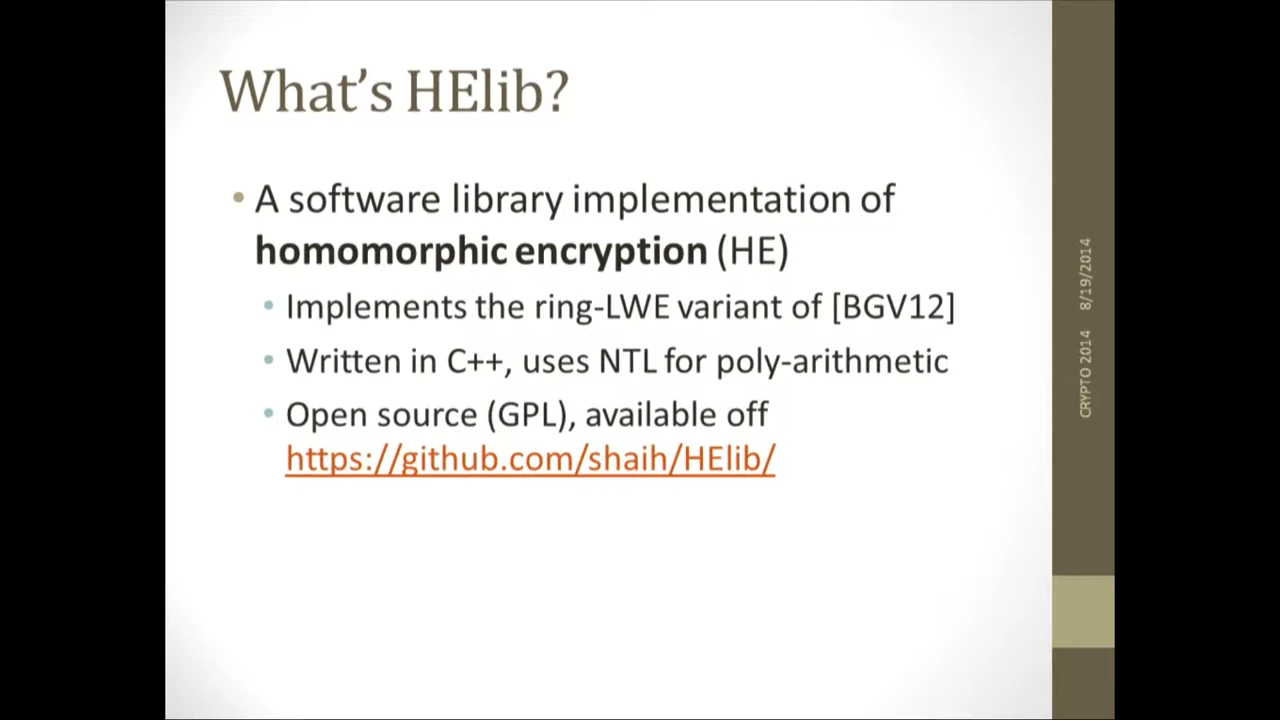 What's HElib?
• A software library implementation of
homomorphic encryption (HE)
• Implements the ring-LWE variant of [BGV12]
• Written in C++, uses NTL for poly-arithmetic
• Open source (GPL), available off
https://github.com/shaih/HElib/
CRYPTO 2014 8/19/2014